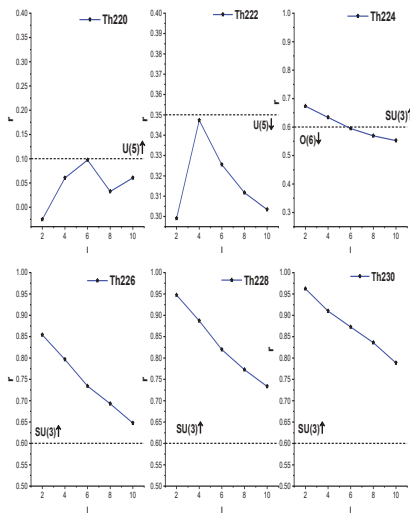 Th220
r
0.40
0.35
0.30
0.25
0.20
0.15
0.10
0.05
0.00
U(5)↑
2 4 6 8 10
I
Th222
r
0.40
0.39
0.38
0.37
0.36
0.35
0.34
0.33
0.32
0.31
0.30
U(5)↓
2 4 6 8 10
I
Th224
r
1.0
0.9
0.8
0.7
0.6
0.5
0.4
0.3
SU(3)↑
O(6)↓
2 4 6 8 10
I
Th226
r
1.00
0.95
0.90
0.85
0.80
0.75
0.70
0.65
0.60
0.55
0.50
SU(3)↑
2 4 6 8 10
I
Th228
r
1.00
0.95
0.90
0.85
0.80
0.75
0.70
0.65
0.60
0.55
0.50
SU(3)↑
2 4 6 8 10
I
Th230
r
1.00
0.95
0.90
0.85
0.80
0.75
0.70
0.65
0.60
0.55
0.50
SU(3)↑
2 4 6 8 10
I